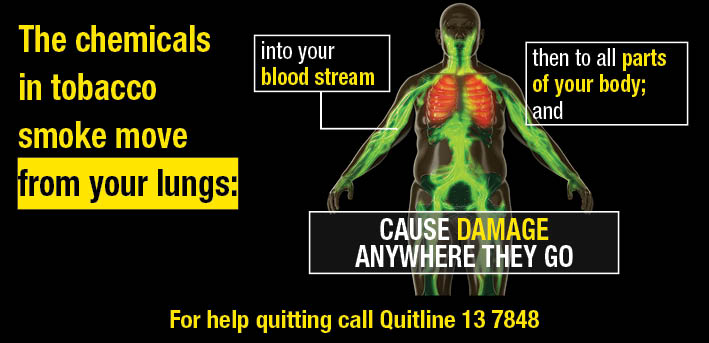 The chemicals
in tobacco
smoke move
from your lungs:
into your
blood stream
then to all parts
of your body;
and
CAUSE DAMAGE
ANYWHERE THEY GO
For help quitting call Quitline 13 7848